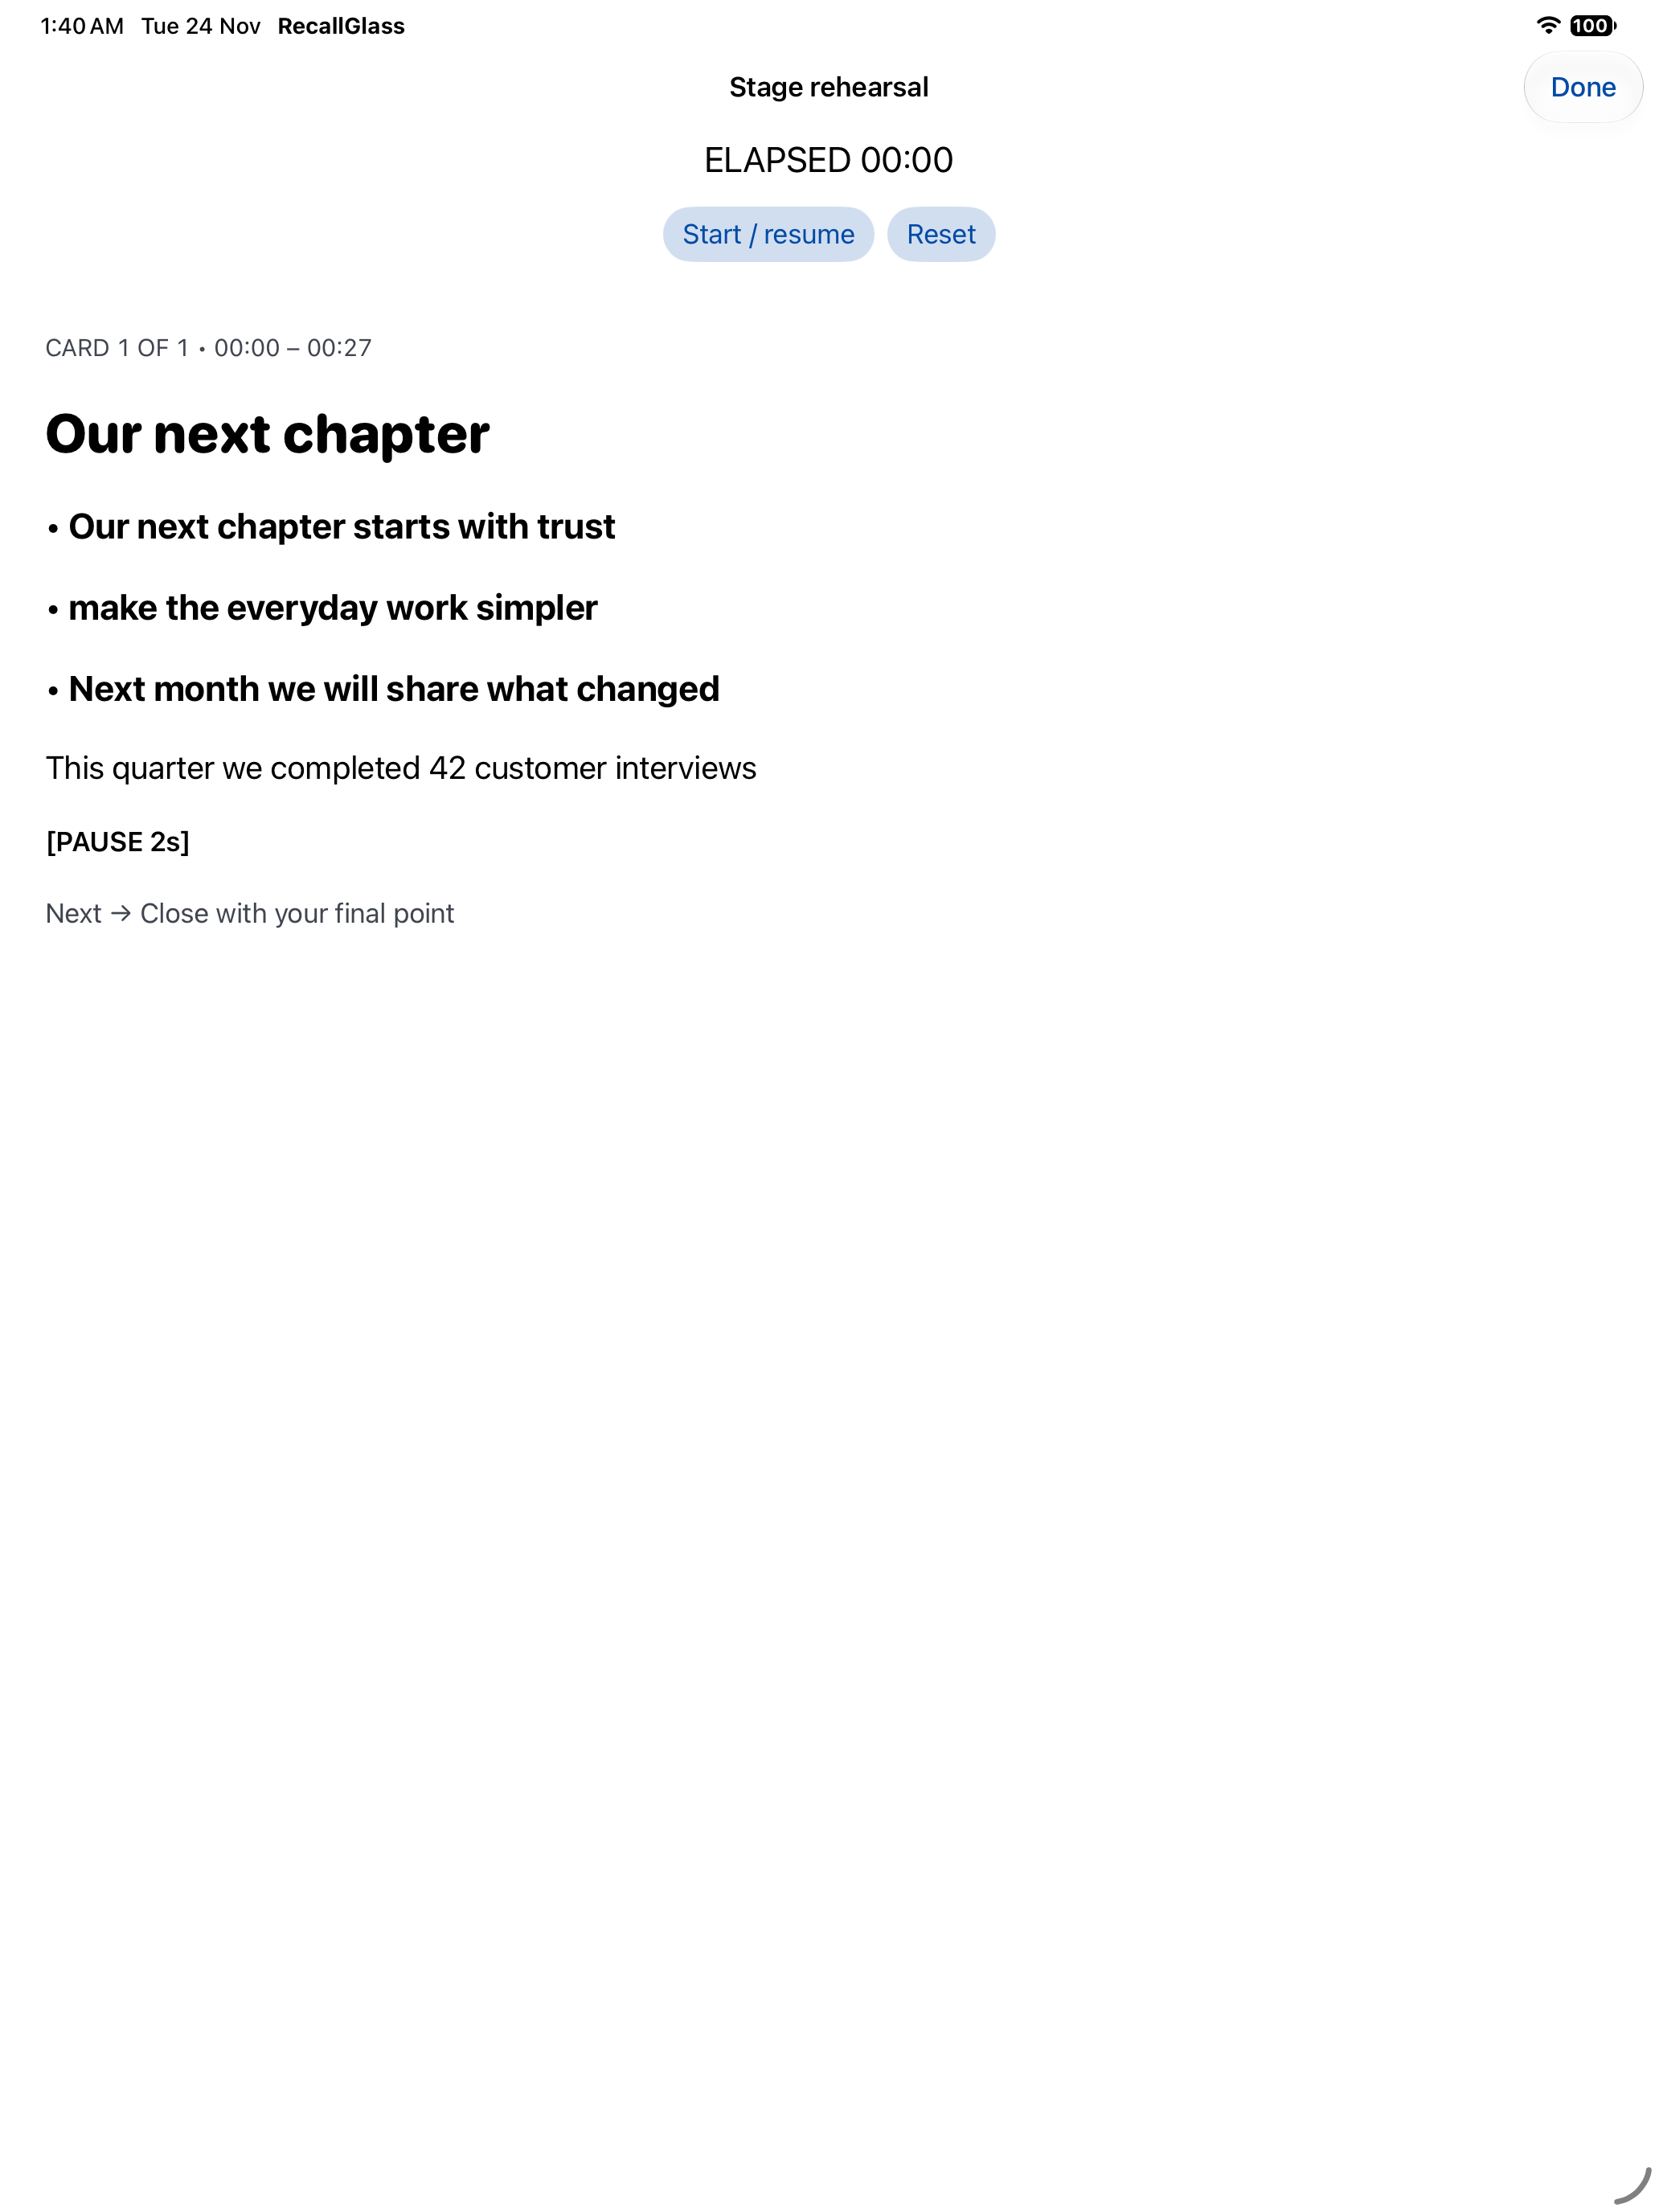 1:40 AM Tue 24 Nov RecallGlass 100
Stage rehearsal
Done
ELAPSED 00:00
Start / resume Reset
CARD 1 OF 1 • 00:00 – 00:27
Our next chapter
• Our next chapter starts with trust
• make the everyday work simpler
• Next month we will share what changed
This quarter we completed 42 customer interviews
[PAUSE 2s]
Next → Close with your final point